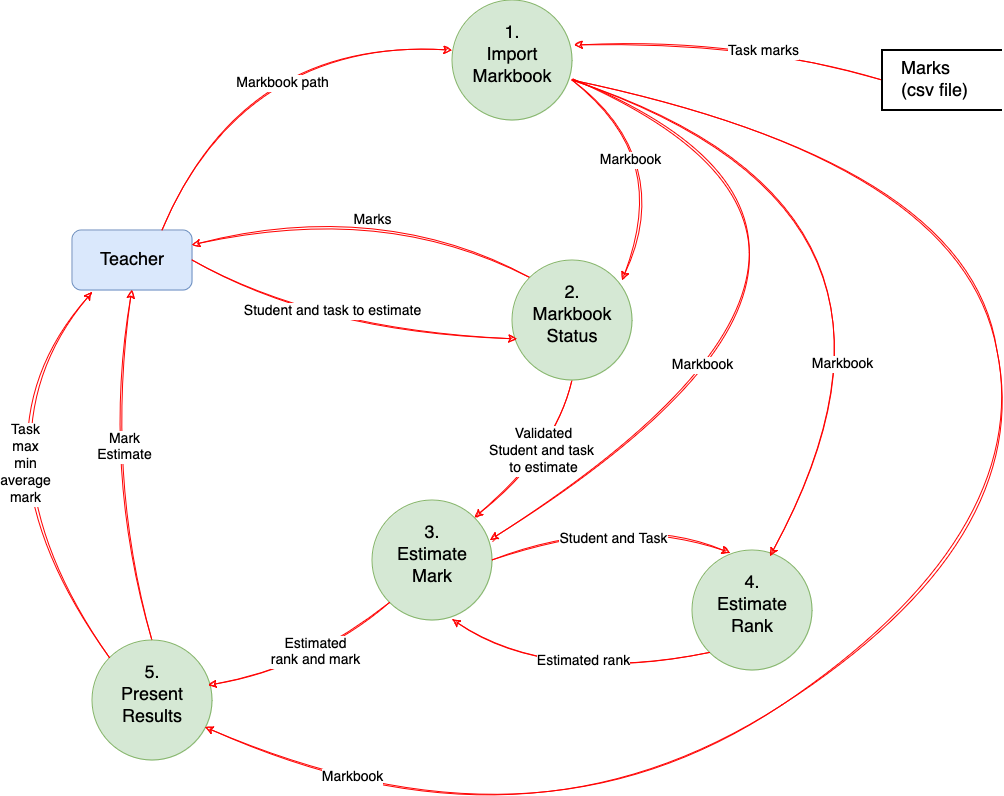 1.
Import
Markbook
Task marks
Marks
(csv file)
Markbook path
Markbook
Marks
Teacher
2.
Markbook
Status
Student and task to estimate
Markbook
Markbook
Task
max
min
average
mark
Mark
Estimate
Validated
Student and task
to estimate
3.
Estimate
Mark
Student and Task
4.
Estimate
Rank
Estimated
rank and mark
Estimated rank
5.
Present
Results
Markbook